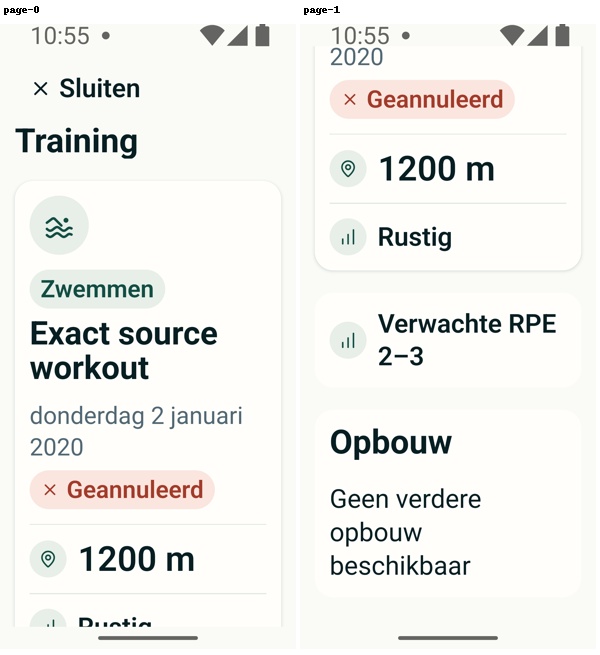 page-0
10:55
Sluiten
Training
Zwemmen
Exact source
workout
donderdag 2 januari
2020
Geannuleerd
1200 m
Rustig
page-1
10:55
2020
Geannuleerd
1200 m
Rustig
Verwachte RPE
2–3
Opbouw
Geen verdere
opbouw
beschikbaar